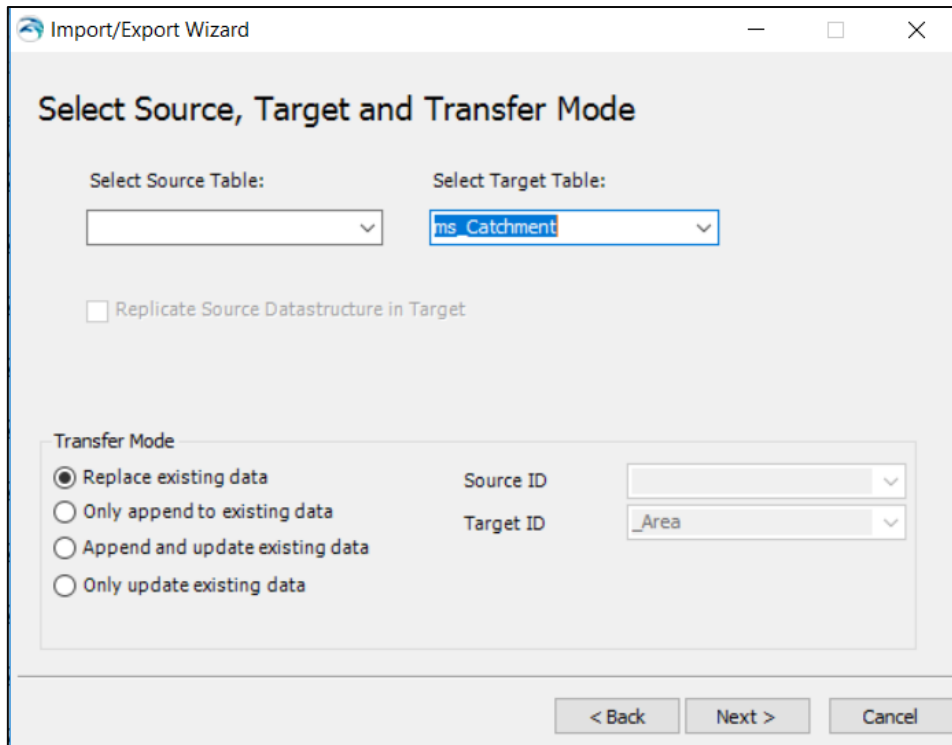 Import/Export Wizard
Select Source, Target and Transfer Mode
Select Source Table: Select Target Table:
ms_Catchment
Replicate Source Datastructure in Target
Transfer Mode
Replace existing data Source ID
Only append to existing data Target ID _Area
Append and update existing data
Only update existing data
< Back Next > Cancel